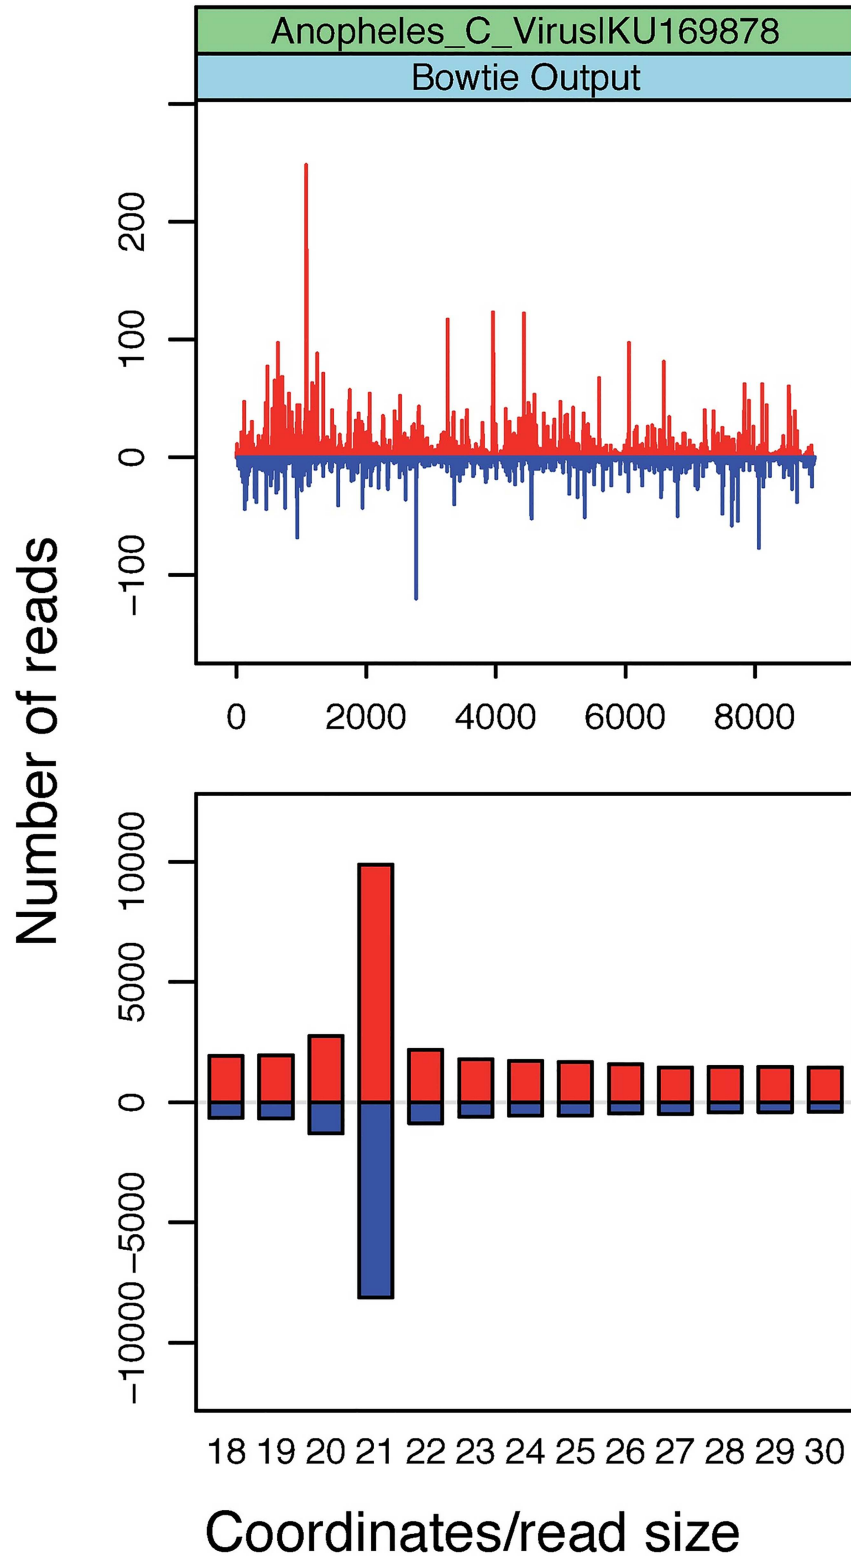 Anopheles_C_Virus|KU169878
Bowtie Output
200
100
0
−100
0 2000 4000 6000 8000
Number of reads
10000
5000
0
−5000
−10000
18 19 20 21 22 23 24 25 26 27 28 29 30
Coordinates/read size